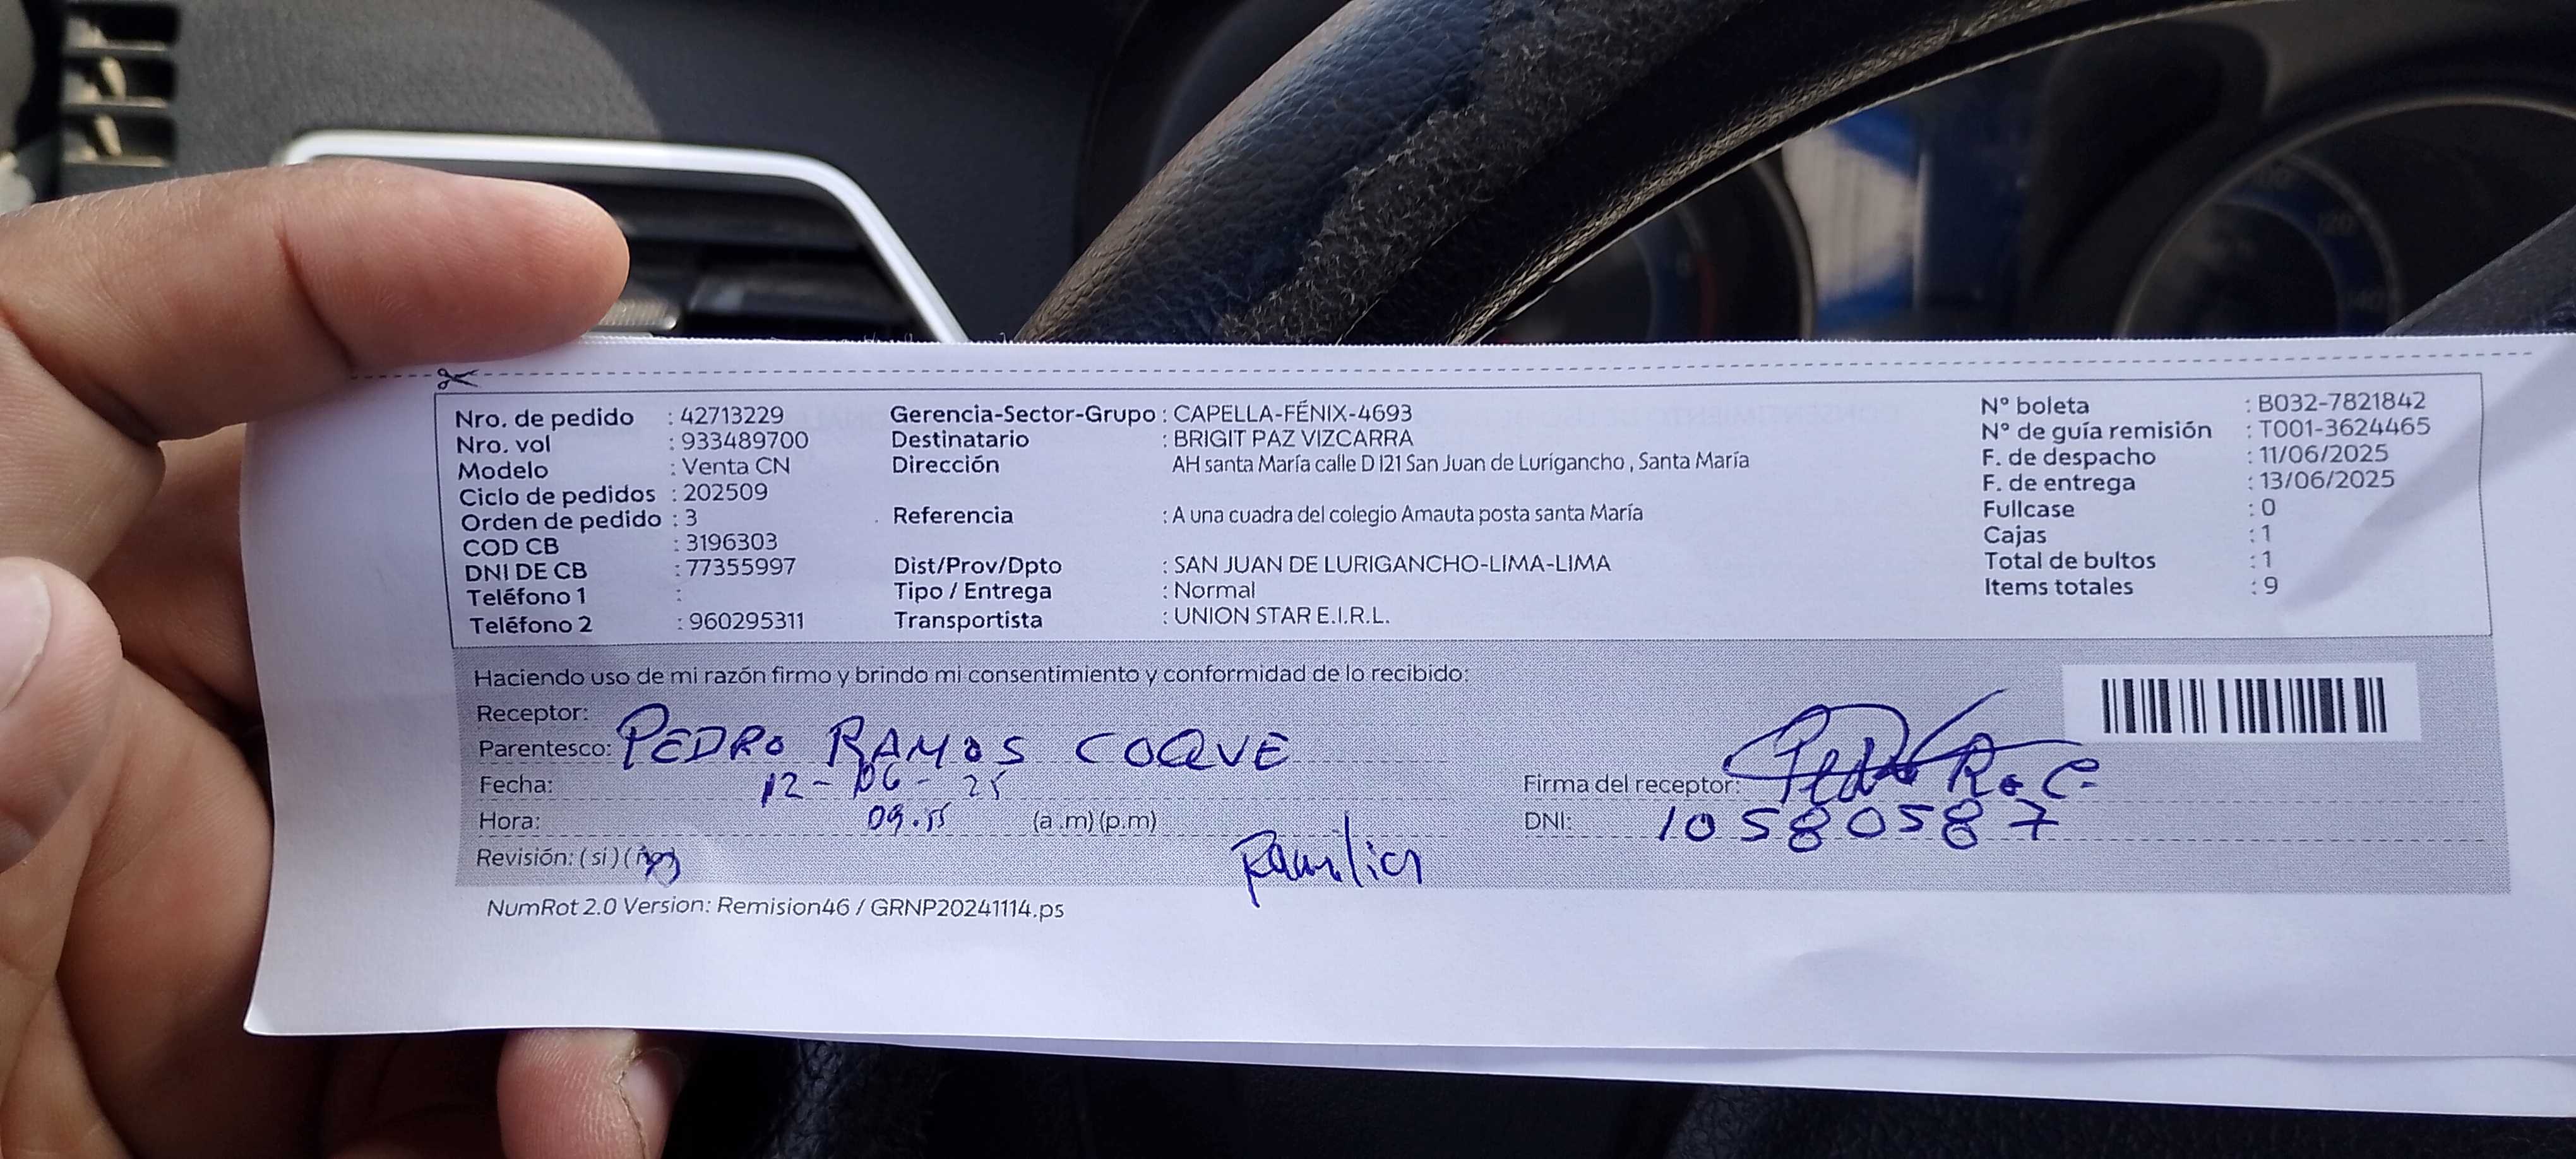 Nro. de pedido : 42713229
Nro. vol : 933489700
Modelo : Venta CN
Ciclo de pedidos : 202509
Orden de pedido : 3
COD CB : 3196303
DNI DE CB : 77355997
Teléfono 1 :
Teléfono 2 : 960295311
Gerencia-Sector-Grupo : CAPELLA-FÉNIX-4693
Destinatario : BRIGIT PAZ VIZCARRA
Dirección AH santa María calle D I21 San Juan de Lurigancho , Santa María
Referencia : A una cuadra del colegio Amauta posta santa María
Dist/Prov/Dpto : SAN JUAN DE LURIGANCHO-LIMA-LIMA
Tipo / Entrega : Normal
Transportista : UNION STAR E.I.R.L.
N° boleta : B032-7821842
N° de guía remisión : T001-3624465
F. de despacho : 11/06/2025
F. de entrega : 13/06/2025
Fullcase : 0
Cajas : 1
Total de bultos : 1
Items totales : 9
Haciendo uso de mi razón firmo y brindo mi consentimiento y conformidad de lo recibido:
Receptor:
Parentesco: PEDRO RAMOS COQUE
Fecha: 12-06-25
Hora: 09.55 (a.m) (p.m)
Revisión: ( si ) ( no )
Familia
Firma del receptor: Pedro R. C.
DNI: 10580587
NumRot 2.0 Version: Remision46 / GRNP20241114.ps